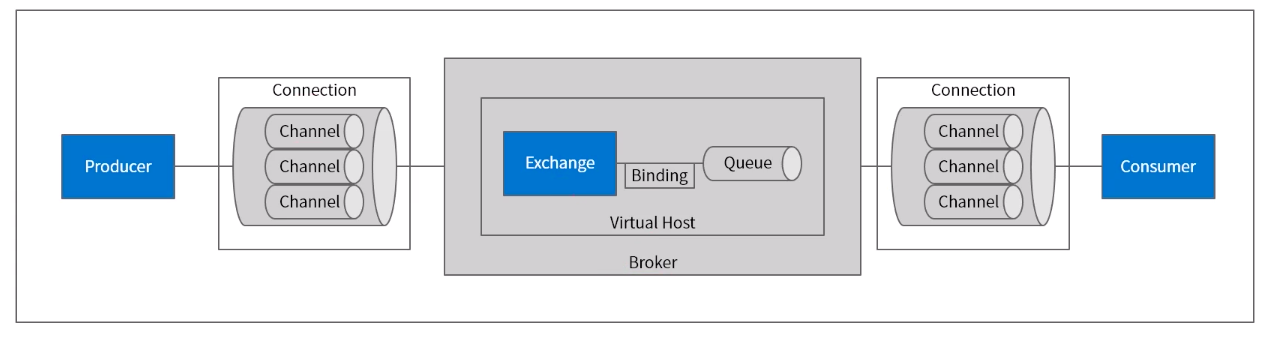 Producer
Connection
Channel
Channel
Channel
Exchange
Binding
Queue
Virtual Host
Broker
Connection
Channel
Channel
Channel
Consumer